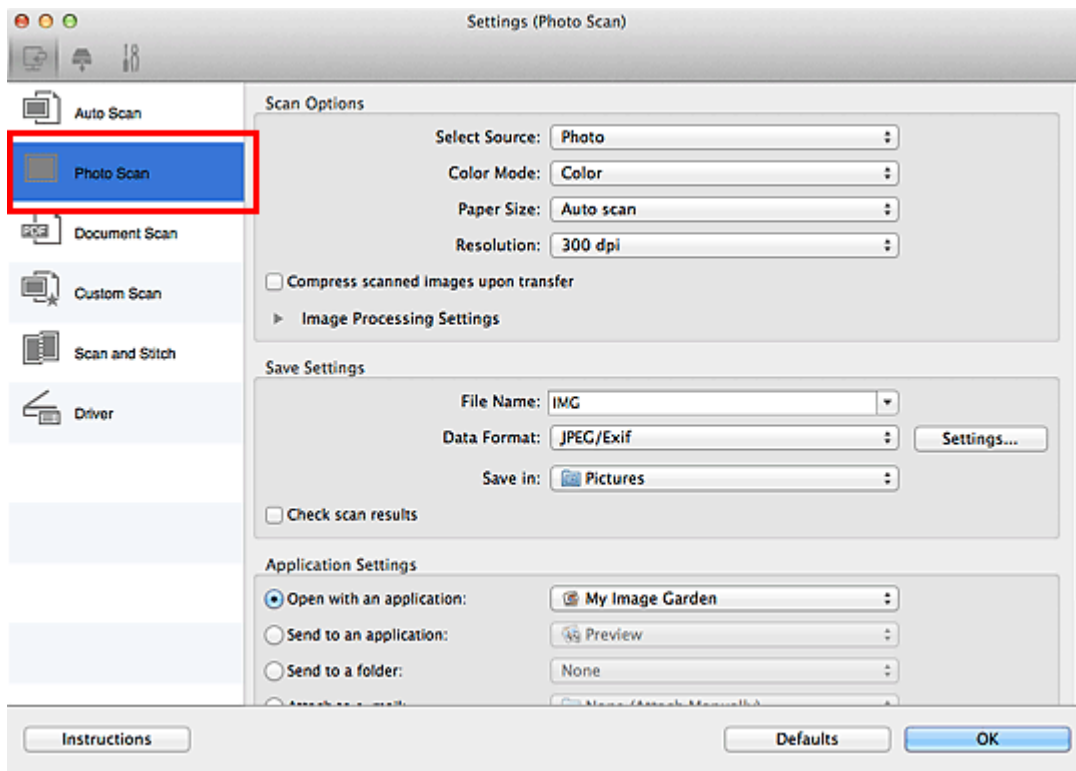 Settings (Photo Scan)
Auto Scan
Photo Scan
PDF
Document Scan
Custom Scan
Scan and Stitch
Driver
Scan Options
Select Source: Photo
Color Mode: Color
Paper Size: Auto scan
Resolution: 300 dpi
Compress scanned images upon transfer
Image Processing Settings
Save Settings
File Name: IMG
Data Format: JPEG/Exif Settings...
Save in: Pictures
Check scan results
Application Settings
Open with an application: My Image Garden
Send to an application: Preview
Send to a folder: None
Instructions Defaults OK